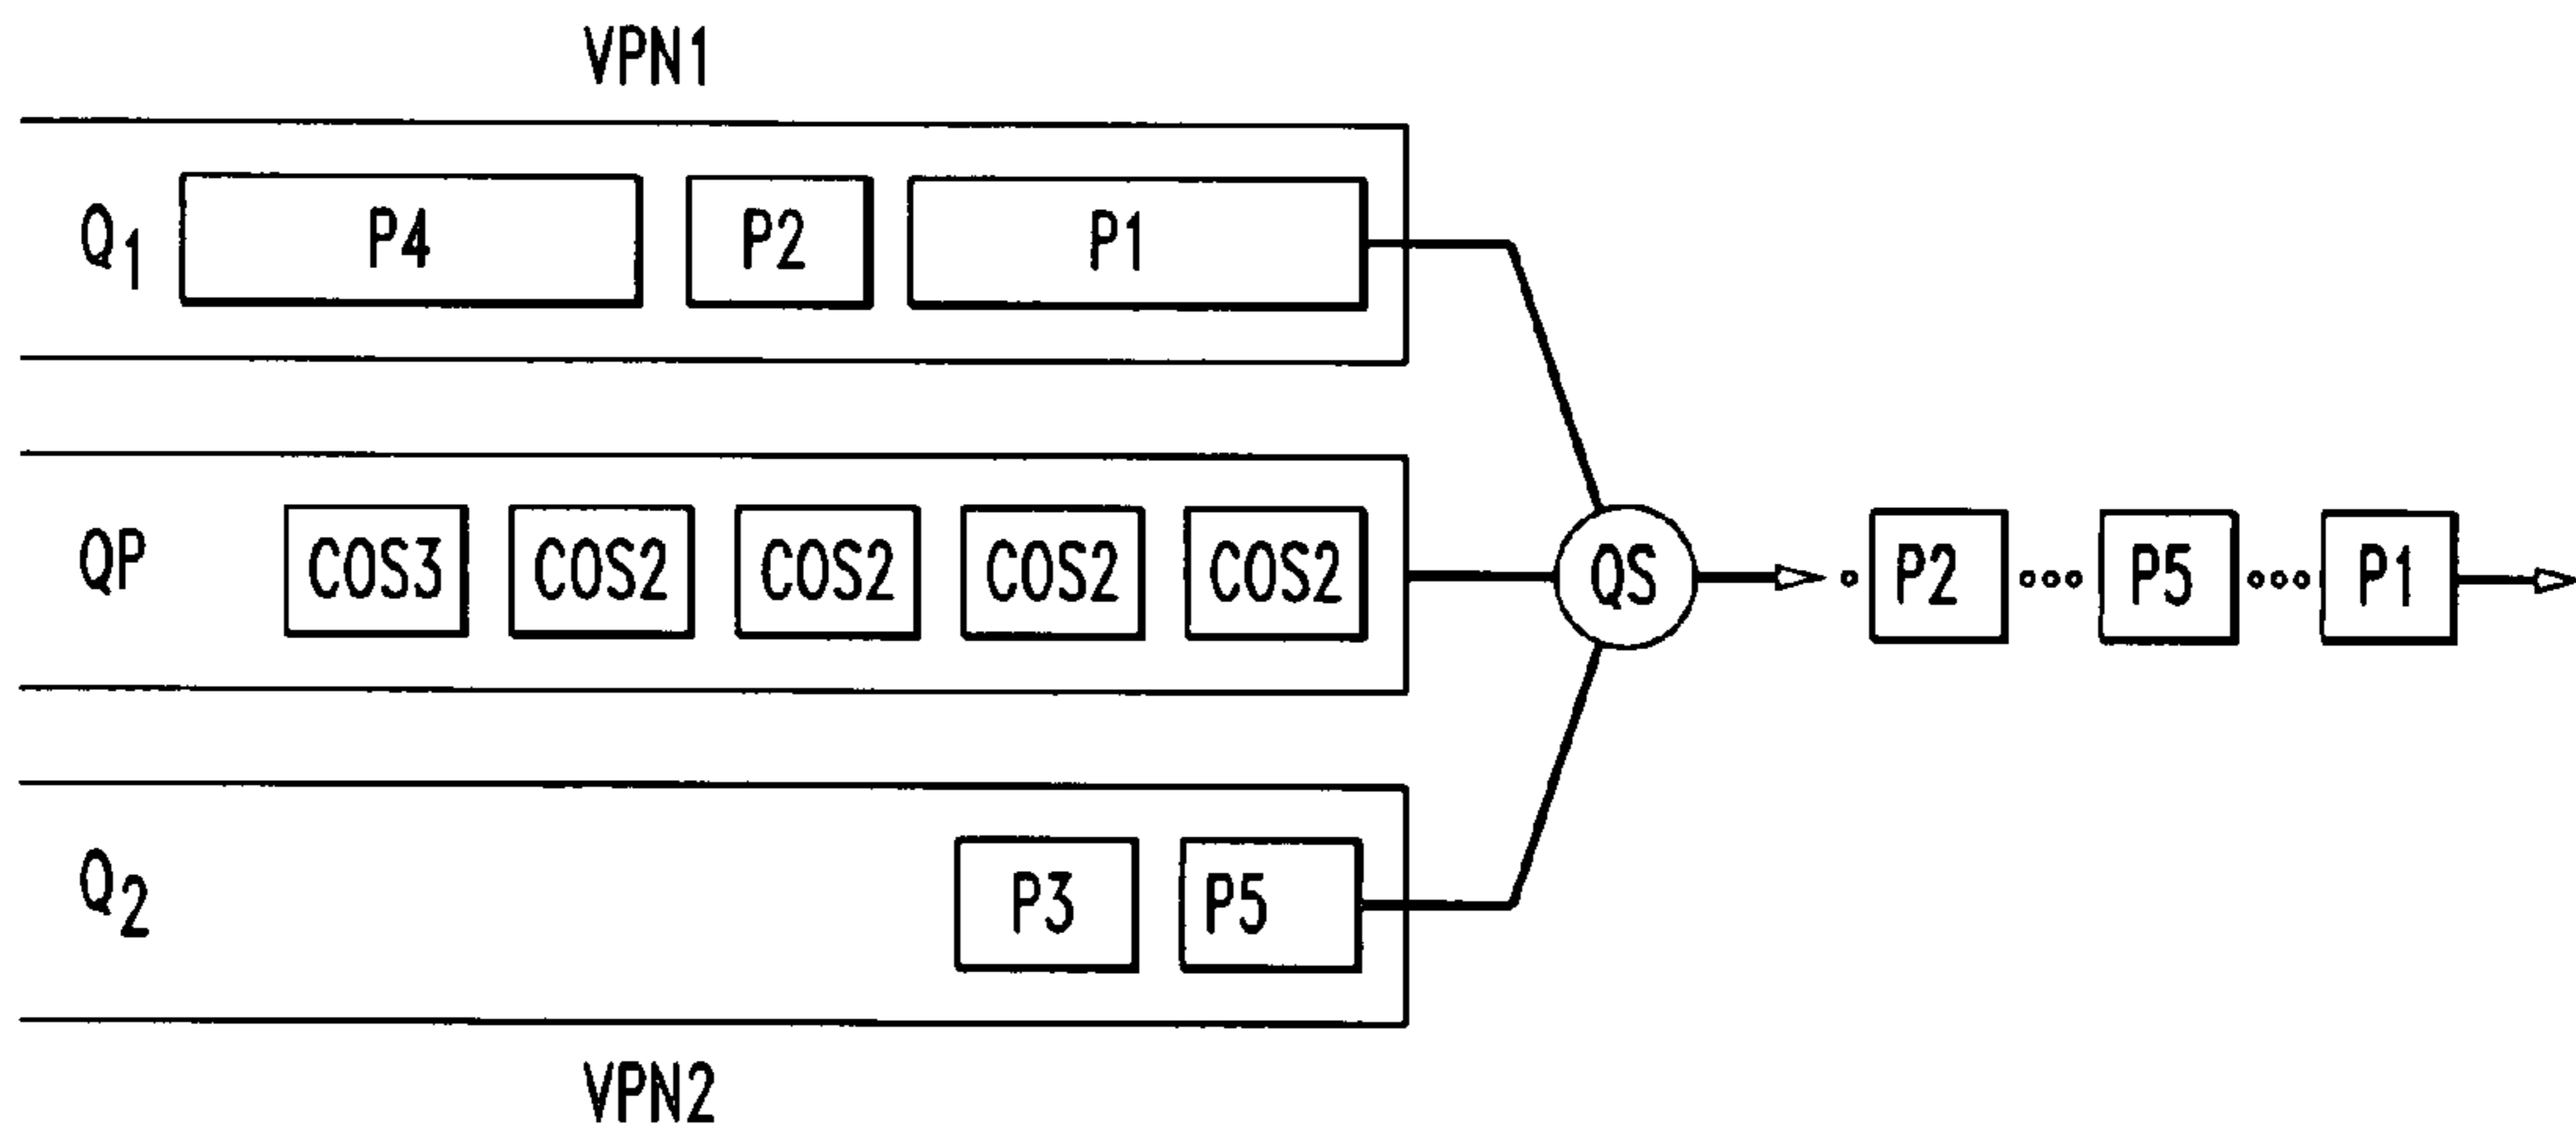 VPN1
Q1 P4 P2 P1
QP COS3 COS2 COS2 COS2 COS2 QS P2 P5 P1
Q2 P3 P5
VPN2